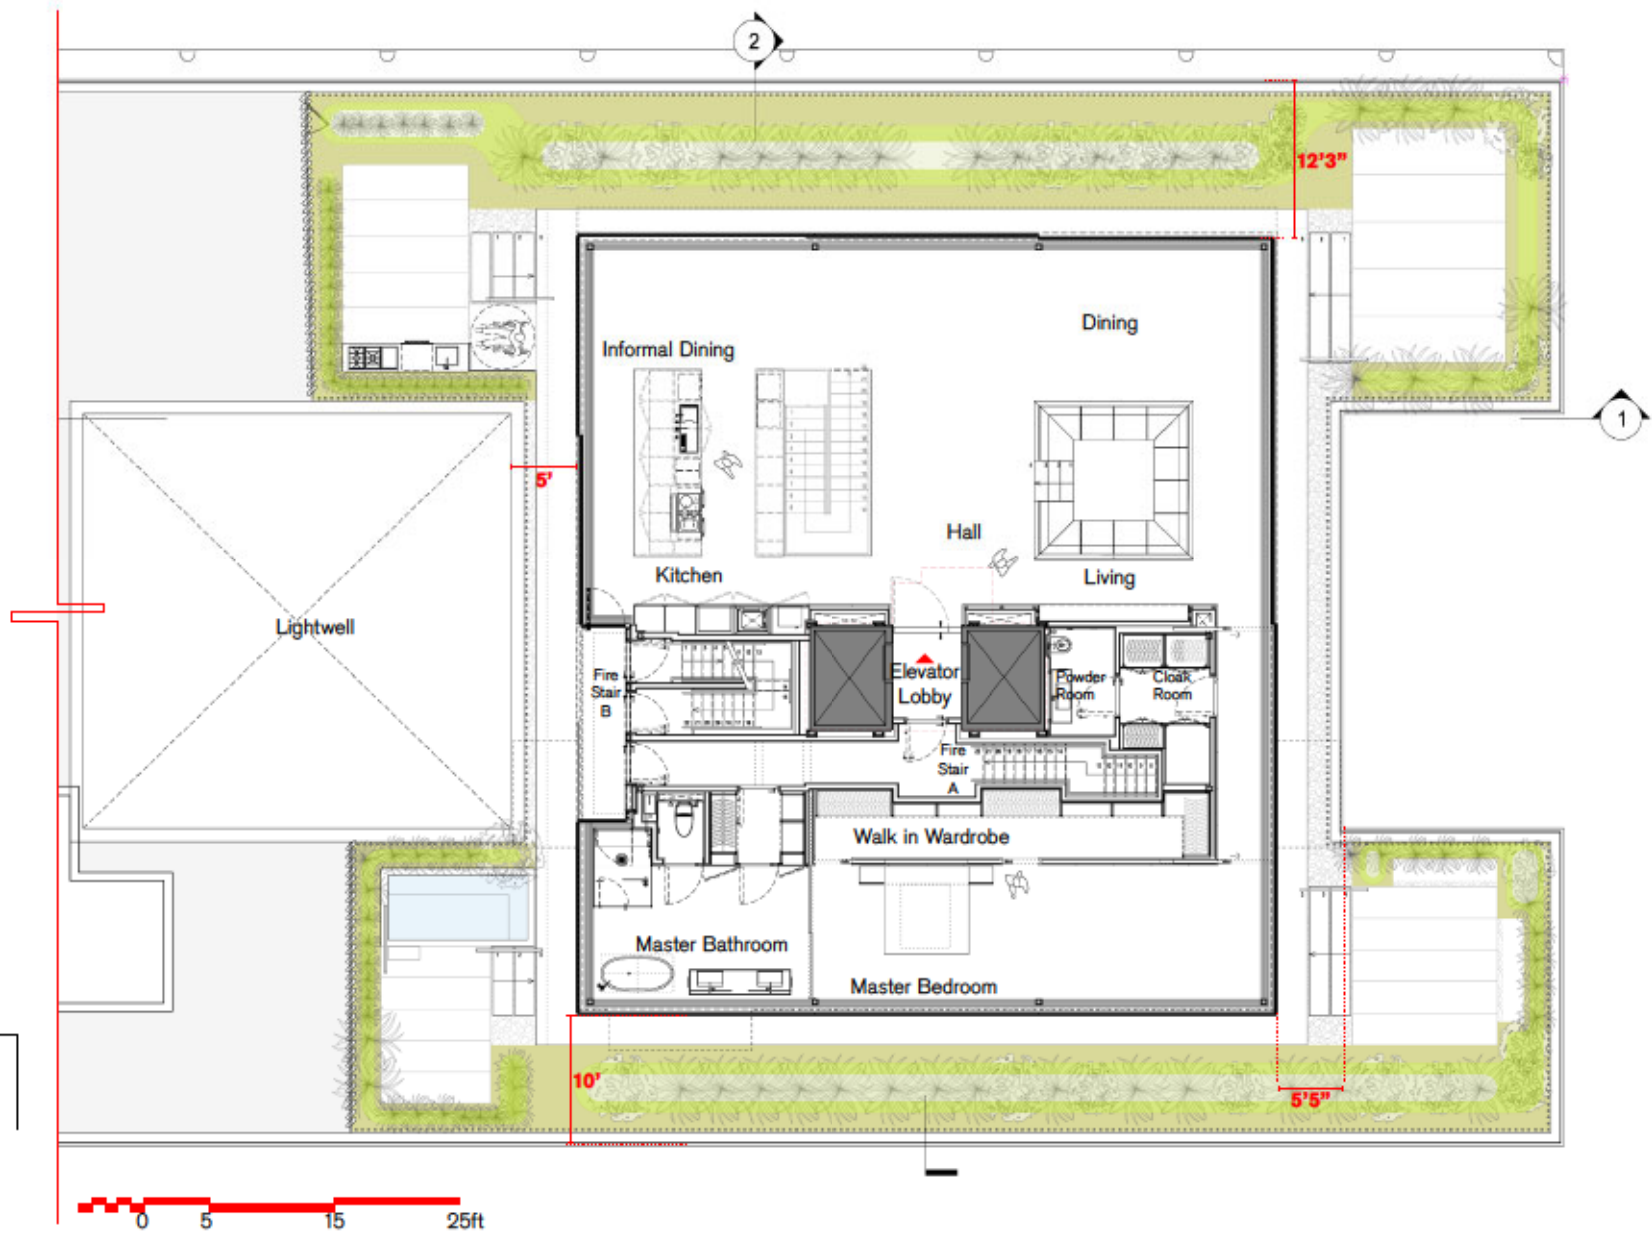 2
12'3"
Dining
Informal Dining
1
5'
Hall
Kitchen
Living
Lightwell
Fire
Stair
B
Elevator
Lobby
Powder
Room
Cloak
Room
Fire
Stair
A
Walk in Wardrobe
Master Bathroom
Master Bedroom
10'
5'5"
0 5 15 25ft